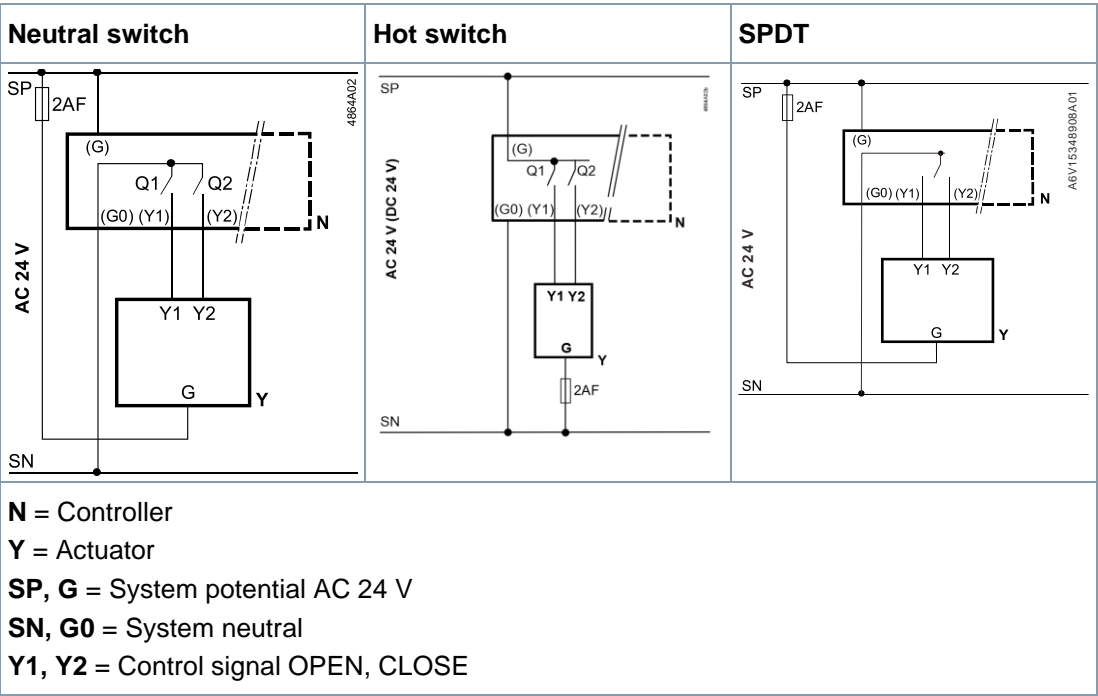 Neutral switch
Hot switch
SPDT
SP
2AF
4864A02
(G)
Q1
Q2
(G0) (Y1)
(Y2)
N
AC 24 V
Y1 Y2
G
Y
SN
SP
4864A02b
(G)
Q1
Q2
(G0) (Y1)
(Y2)
N
AC 24 V (DC 24 V)
Y1 Y2
G
Y
2AF
SN
SP
2AF
A6V15348908A01
(G)
(G0) (Y1)
(Y2)
N
AC 24 V
Y1 Y2
G
Y
SN
N = Controller
Y = Actuator
SP, G = System potential AC 24 V
SN, G0 = System neutral
Y1, Y2 = Control signal OPEN, CLOSE